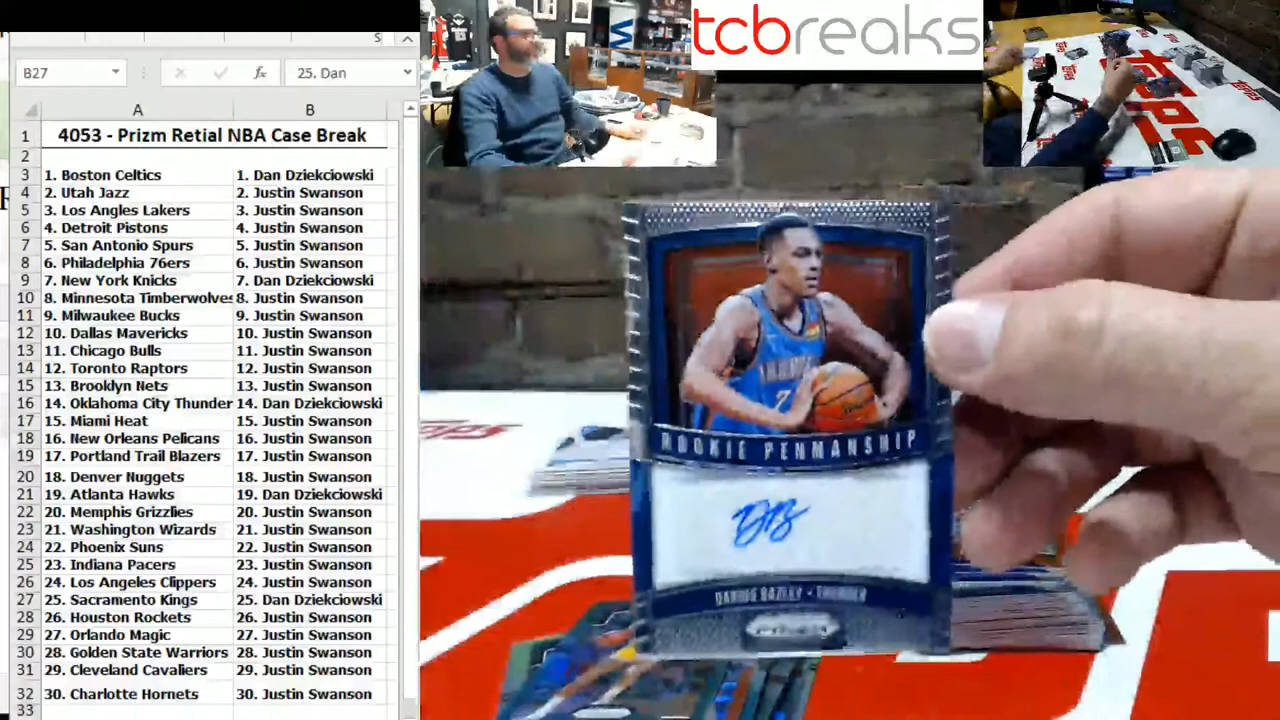 S
B27
fx
25. Dan
A B
1 4053 - Prizm Retial NBA Case Break
2
3 1. Boston Celtics 1. Dan Dziekciowski
4 2. Utah Jazz 2. Justin Swanson
5 3. Los Angles Lakers 3. Justin Swanson
6 4. Detroit Pistons 4. Justin Swanson
7 5. San Antonio Spurs 5. Justin Swanson
8 6. Philadelphia 76ers 6. Justin Swanson
9 7. New York Knicks 7. Dan Dziekciowski
10 8. Minnesota Timberwolves 8. Justin Swanson
11 9. Milwaukee Bucks 9. Justin Swanson
12 10. Dallas Mavericks 10. Justin Swanson
13 11. Chicago Bulls 11. Justin Swanson
14 12. Toronto Raptors 12. Justin Swanson
15 13. Brooklyn Nets 13. Justin Swanson
16 14. Oklahoma City Thunder 14. Dan Dziekciowski
17 15. Miami Heat 15. Justin Swanson
18 16. New Orleans Pelicans 16. Justin Swanson
19 17. Portland Trail Blazers 17. Justin Swanson
20 18. Denver Nuggets 18. Justin Swanson
21 19. Atlanta Hawks 19. Dan Dziekciowski
22 20. Memphis Grizzlies 20. Justin Swanson
23 21. Washington Wizards 21. Justin Swanson
24 22. Phoenix Suns 22. Justin Swanson
25 23. Indiana Pacers 23. Justin Swanson
26 24. Los Angeles Clippers 24. Justin Swanson
27 25. Sacramento Kings 25. Dan Dziekciowski
28 26. Houston Rockets 26. Justin Swanson
29 27. Orlando Magic 27. Justin Swanson
30 28. Golden State Warriors 28. Justin Swanson
31 29. Cleveland Cavaliers 29. Justin Swanson
32 30. Charlotte Hornets 30. Justin Swanson
33
tcbreaks
W
TOPPS
ROOKIE PENMANSHIP
DB
DARIUS BAZLEY • THUNDER
PRIZM